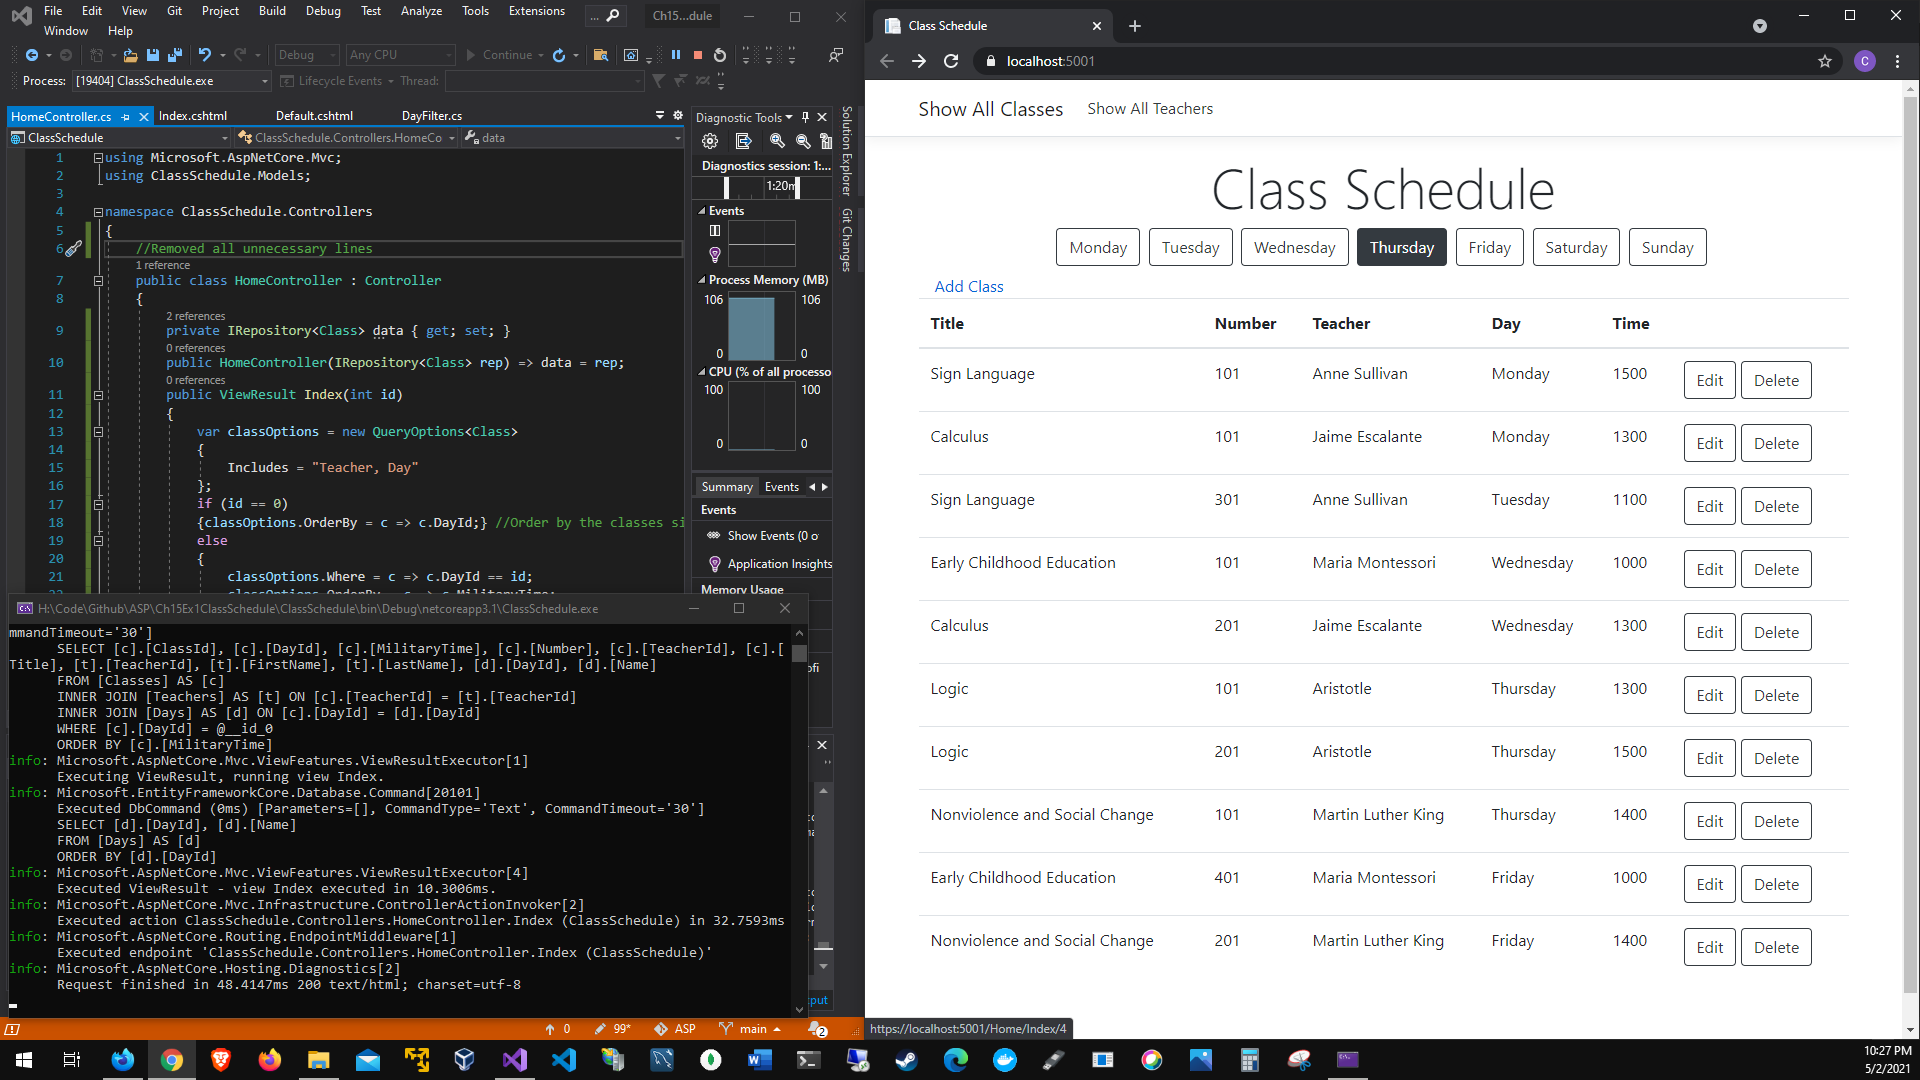 File Edit View Git Project Build Debug Test Analyze Tools Extensions ... Ch15...dule
Window Help
Debug Any CPU Continue
Process: [19404] ClassSchedule.exe Lifecycle Events Thread:
HomeController.cs Index.cshtml Default.cshtml DayFilter.cs
ClassSchedule ClassSchedule.Controllers.HomeCo data
1 using Microsoft.AspNetCore.Mvc;
2 using ClassSchedule.Models;
3
4 namespace ClassSchedule.Controllers
5 {
6 //Removed all unnecessary lines
1 reference
7 public class HomeController : Controller
8 {
2 references
9 private IRepository<Class> data { get; set; }
0 references
10 public HomeController(IRepository<Class> rep) => data = rep;
0 references
11 public ViewResult Index(int id)
12 {
13 var classOptions = new QueryOptions<Class>
14 {
15 Includes = "Teacher, Day"
16 };
17 if (id == 0)
18 {classOptions.OrderBy = c => c.DayId;} //Order by the classes si
19 else
20 {
21 classOptions.Where = c => c.DayId == id;
Diagnostic Tools
Diagnostics session: 1:...
1:20m
Events
Process Memory (MB)
106 106
0 0
CPU (% of all processo
100 100
0 0
Summary Events
Events
Show Events (0 o
Application Insights
Memory Usage
Solution Explorer
Git Changes
H:\Code\Github\ASP\Ch15Ex1ClassSchedule\ClassSchedule\bin\Debug\netcoreapp3.1\ClassSchedule.exe
mmandTimeout='30']
SELECT [c].[ClassId], [c].[DayId], [c].[MilitaryTime], [c].[Number], [c].[TeacherId], [c].[
Title], [t].[TeacherId], [t].[FirstName], [t].[LastName], [d].[DayId], [d].[Name]
FROM [Classes] AS [c]
INNER JOIN [Teachers] AS [t] ON [c].[TeacherId] = [t].[TeacherId]
INNER JOIN [Days] AS [d] ON [c].[DayId] = [d].[DayId]
WHERE [c].[DayId] = @__id_0
ORDER BY [c].[MilitaryTime]
info: Microsoft.AspNetCore.Mvc.ViewFeatures.ViewResultExecutor[1]
Executing ViewResult, running view Index.
info: Microsoft.EntityFrameworkCore.Database.Command[20101]
Executed DbCommand (0ms) [Parameters=[], CommandType='Text', CommandTimeout='30']
SELECT [d].[DayId], [d].[Name]
FROM [Days] AS [d]
ORDER BY [d].[DayId]
info: Microsoft.AspNetCore.Mvc.ViewFeatures.ViewResultExecutor[4]
Executed ViewResult - view Index executed in 10.3006ms.
info: Microsoft.AspNetCore.Mvc.Infrastructure.ControllerActionInvoker[2]
Executed action ClassSchedule.Controllers.HomeController.Index (ClassSchedule) in 32.7593ms
info: Microsoft.AspNetCore.Routing.EndpointMiddleware[1]
Executed endpoint 'ClassSchedule.Controllers.HomeController.Index (ClassSchedule)'
info: Microsoft.AspNetCore.Hosting.Diagnostics[2]
Request finished in 48.4147ms 200 text/html; charset=utf-8
0 99* ASP main 2
Class Schedule
localhost:5001 C
Show All Classes Show All Teachers
Class Schedule
Monday Tuesday Wednesday Thursday Friday Saturday Sunday
Add Class
Title Number Teacher Day Time
Sign Language 101 Anne Sullivan Monday 1500 Edit Delete
Calculus 101 Jaime Escalante Monday 1300 Edit Delete
Sign Language 301 Anne Sullivan Tuesday 1100 Edit Delete
Early Childhood Education 101 Maria Montessori Wednesday 1000 Edit Delete
Calculus 201 Jaime Escalante Wednesday 1300 Edit Delete
Logic 101 Aristotle Thursday 1300 Edit Delete
Logic 201 Aristotle Thursday 1500 Edit Delete
Nonviolence and Social Change 101 Martin Luther King Thursday 1400 Edit Delete
Early Childhood Education 401 Maria Montessori Friday 1000 Edit Delete
Nonviolence and Social Change 201 Martin Luther King Friday 1400 Edit Delete
https://localhost:5001/Home/Index/4
10:27 PM
5/2/2021